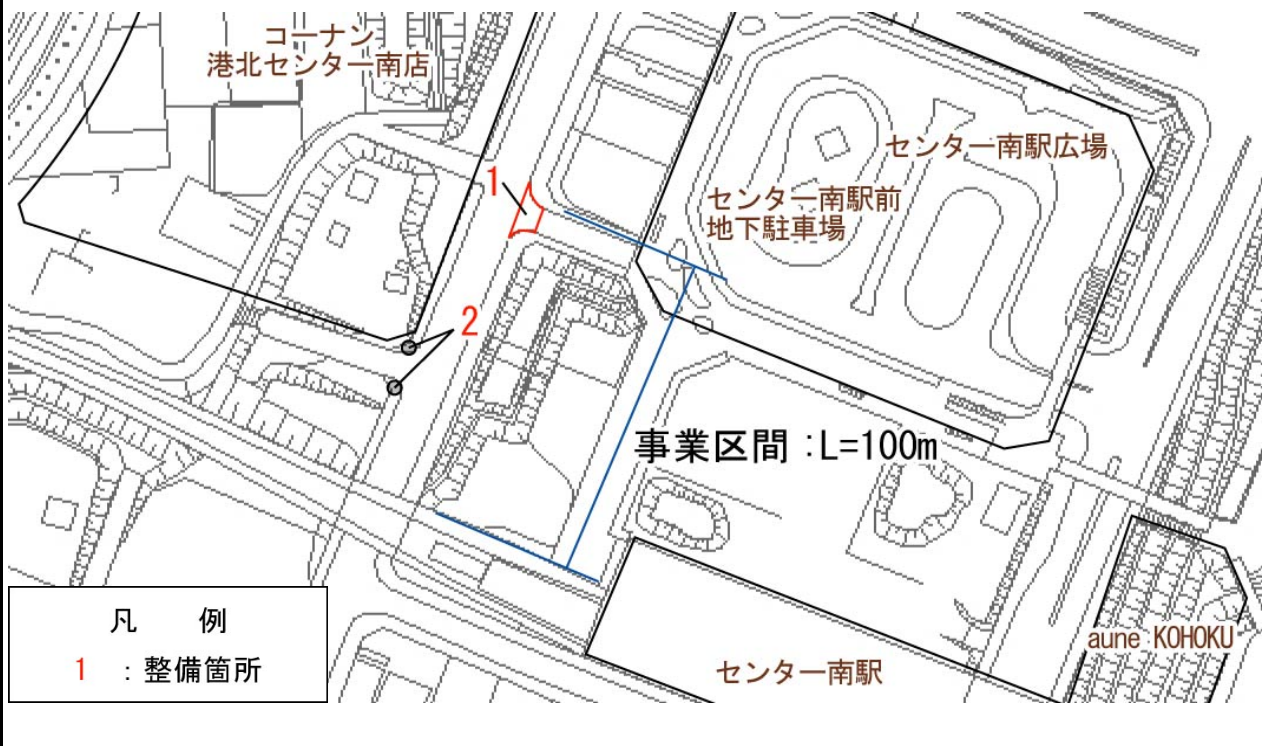 コーナン
港北センター南店
1
センター南駅広場
センター南駅前
地下駐車場
2
事業区間:L=100m
凡 例
1 :整備箇所
センター南駅
aune KOHOKU